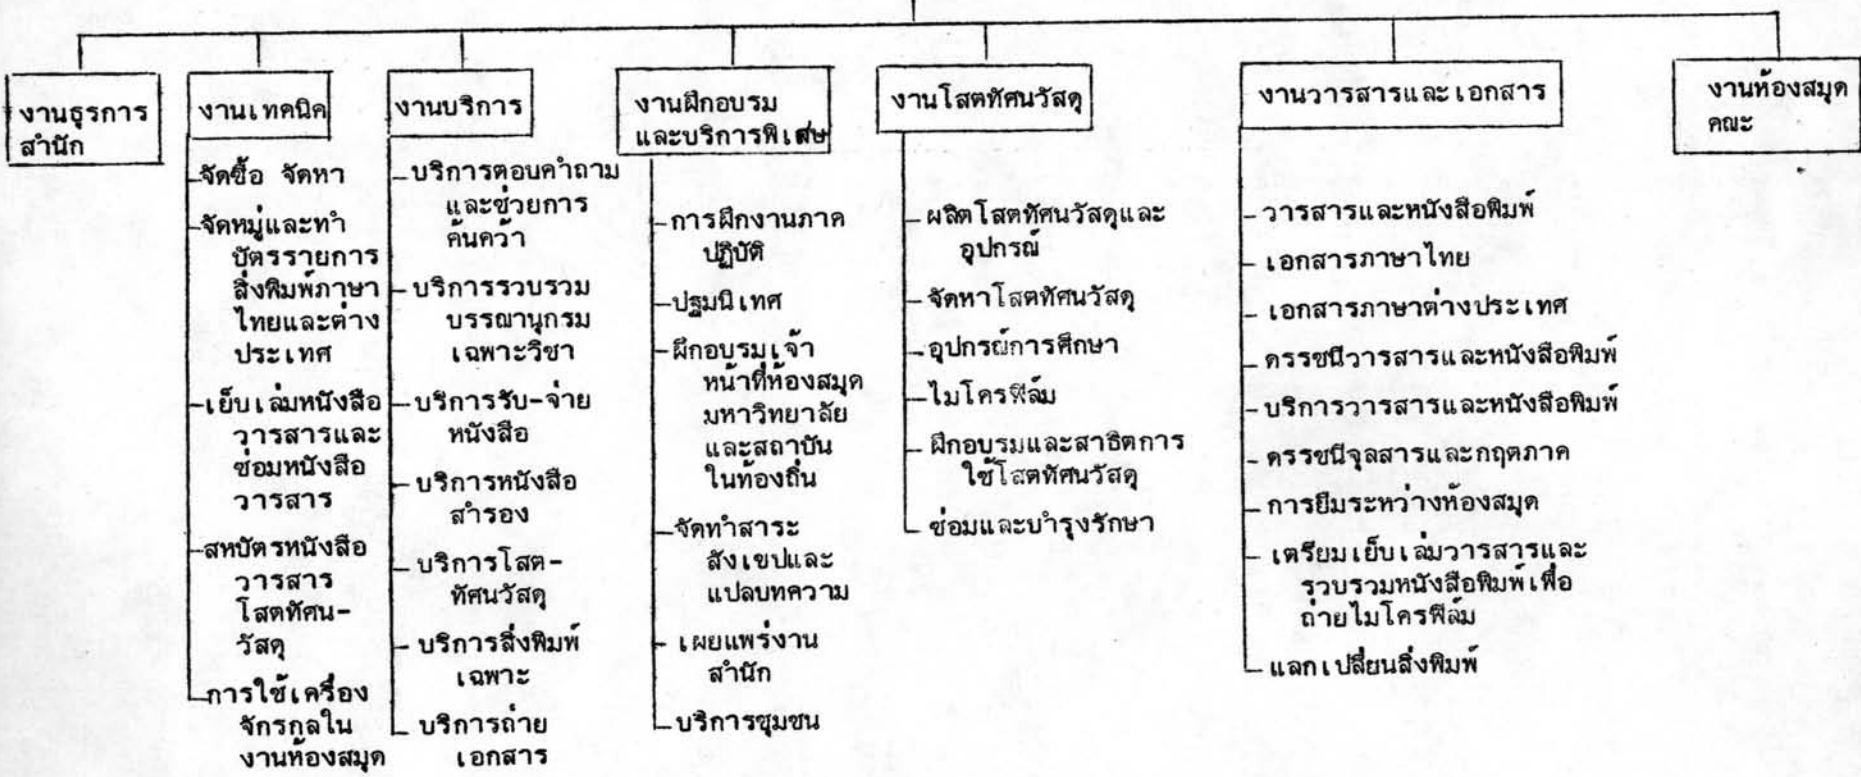 งานธุรการ
สำนัก
งานเทคนิค
จัดซื้อ จัดหา
จัดหมู่และทำ
บัตรรายการ
สิ่งพิมพ์ภาษา
ไทยและต่าง
ประเทศ
เย็บเล่มหนังสือ
วารสารและ
ซ่อมหนังสือ
วารสาร
สหบัตรหนังสือ
วารสาร
โสตทัศน-
วัสดุ
การใช้เครื่อง
จักรกลใน
งานห้องสมุด
งานบริการ
บริการตอบคำถาม
และช่วยการ
ค้นคว้า
บริการรวบรวม
บรรณานุกรม
เฉพาะวิชา
บริการรับ-จ่าย
หนังสือ
บริการหนังสือ
สำรอง
บริการโสต-
ทัศนวัสดุ
บริการสิ่งพิมพ์
เฉพาะ
บริการถ่าย
เอกสาร
งานฝึกอบรม
และบริการพิเศษ
การฝึกงานภาค
ปฏิบัติ
ปฐมนิเทศ
ฝึกอบรมเจ้า
หน้าที่ห้องสมุด
มหาวิทยาลัย
และสถาบัน
ในท้องถิ่น
จัดทำสาระ
สังเขปและ
แปลบทความ
เผยแพร่งาน
สำนัก
บริการชุมชน
งานโสตทัศนวัสดุ
ผลิตโสตทัศนวัสดุและ
อุปกรณ์
จัดหาโสตทัศนวัสดุ
อุปกรณ์การศึกษา
ไมโครฟิล์ม
ฝึกอบรมและสาธิตการ
ใช้โสตทัศนวัสดุ
ซ่อมและบำรุงรักษา
งานวารสารและเอกสาร
วารสารและหนังสือพิมพ์
เอกสารภาษาไทย
เอกสารภาษาต่างประเทศ
ดรรชนีวารสารและหนังสือพิมพ์
บริการวารสารและหนังสือพิมพ์
ดรรชนีจุลสารและกฤตภาค
การยืมระหว่างห้องสมุด
เตรียมเย็บเล่มวารสารและ
รวบรวมหนังสือพิมพ์เพื่อ
ถ่ายไมโครฟิล์ม
แลกเปลี่ยนสิ่งพิมพ์
งานห้องสมุด
คณะ